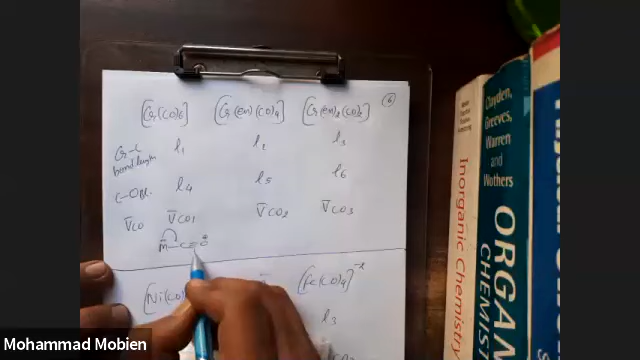 [Cr(CO)6] [Cr(en)(CO)4] [Cr(en)2(CO)2] 6
Cr-C bond length l1 l2 l3
C-O BL. l4 l5 l6
ν̅CO ν̅CO1 ν̅CO2 ν̅CO3
M-C≡O
[Ni(CO) [Fe(CO)4]-2
l3
Inorganic Chemistry
Clayden,
Greeves,
Warren
and
Wothers
ORGANIC
CHEMISTRY
Mohammad Mobien